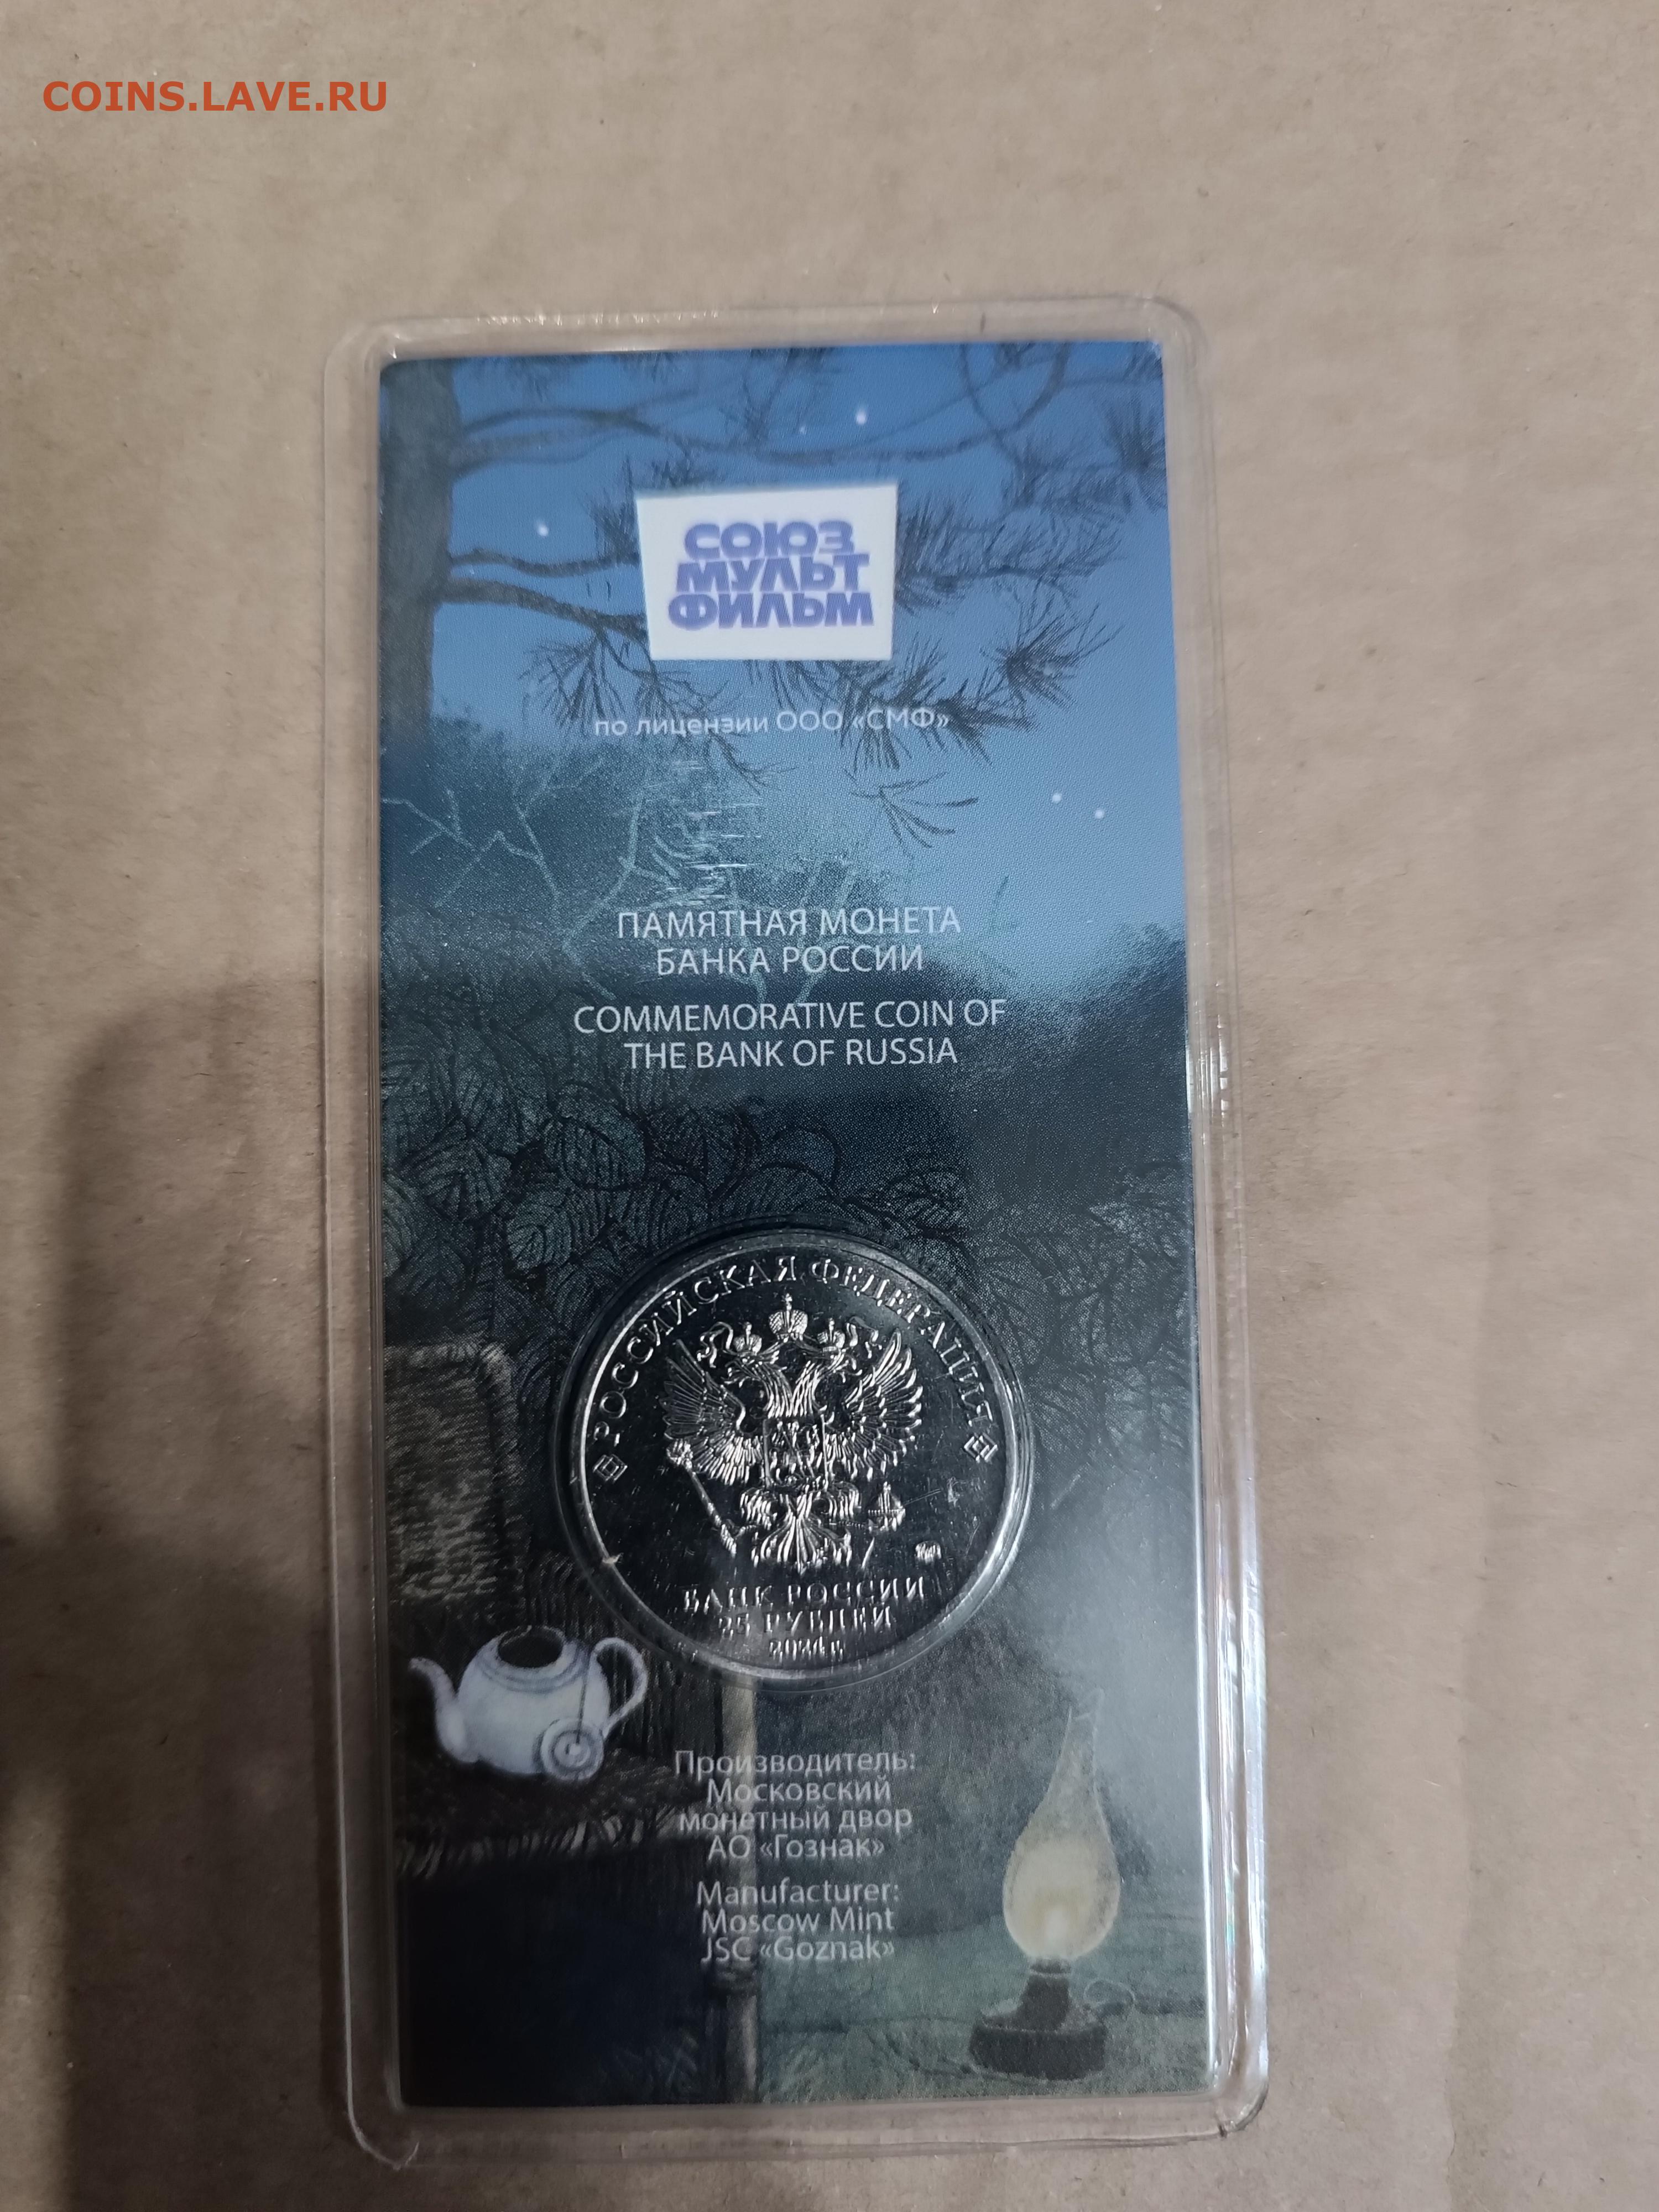 COINS.LAVE.RU
СОЮЗ
МУЛЬТ
ФИЛЬМ
по лицензии ООО «СМФ»
ПАМЯТНАЯ МОНЕТА
БАНКА РОССИИ
COMMEMORATIVE COIN OF
THE BANK OF RUSSIA
РОССИЙСКАЯ ФЕДЕРАЦИЯ
БАНК РОССИИ
25 РУБЛЕЙ
2024 г.
Производитель:
Московский
монетный двор
АО «Гознак»
Manufacturer:
Moscow Mint
JSC «Goznak»